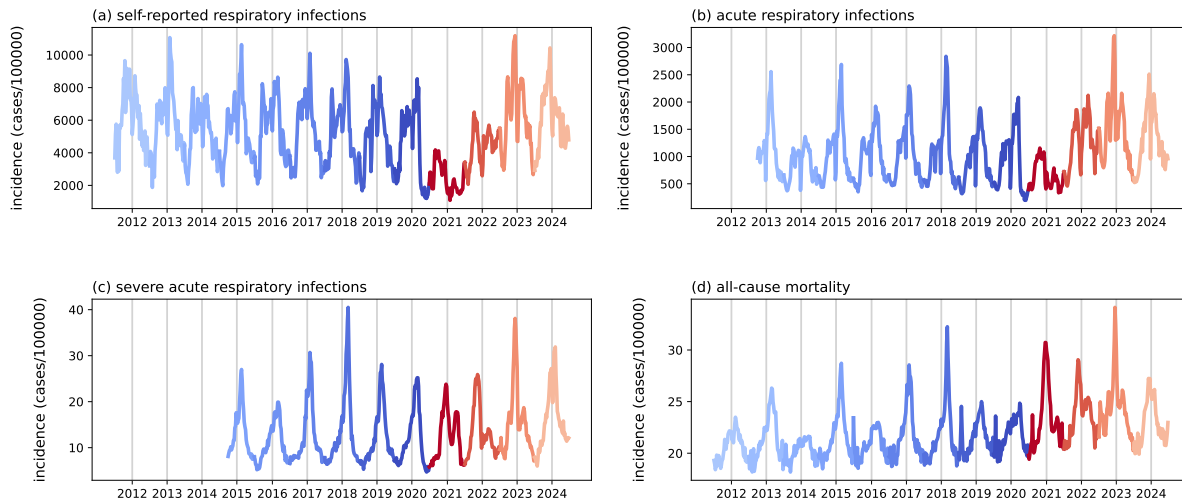 (a) self-reported respiratory infections
incidence (cases/100000)
10000
8000
6000
4000
2000
2012 2013 2014 2015 2016 2017 2018 2019 2020 2021 2022 2023 2024
(b) acute respiratory infections
incidence (cases/100000)
3000
2500
2000
1500
1000
500
2012 2013 2014 2015 2016 2017 2018 2019 2020 2021 2022 2023 2024
(c) severe acute respiratory infections
incidence (cases/100000)
40
30
20
10
2012 2013 2014 2015 2016 2017 2018 2019 2020 2021 2022 2023 2024
(d) all-cause mortality
incidence (cases/100000)
30
25
20
2012 2013 2014 2015 2016 2017 2018 2019 2020 2021 2022 2023 2024